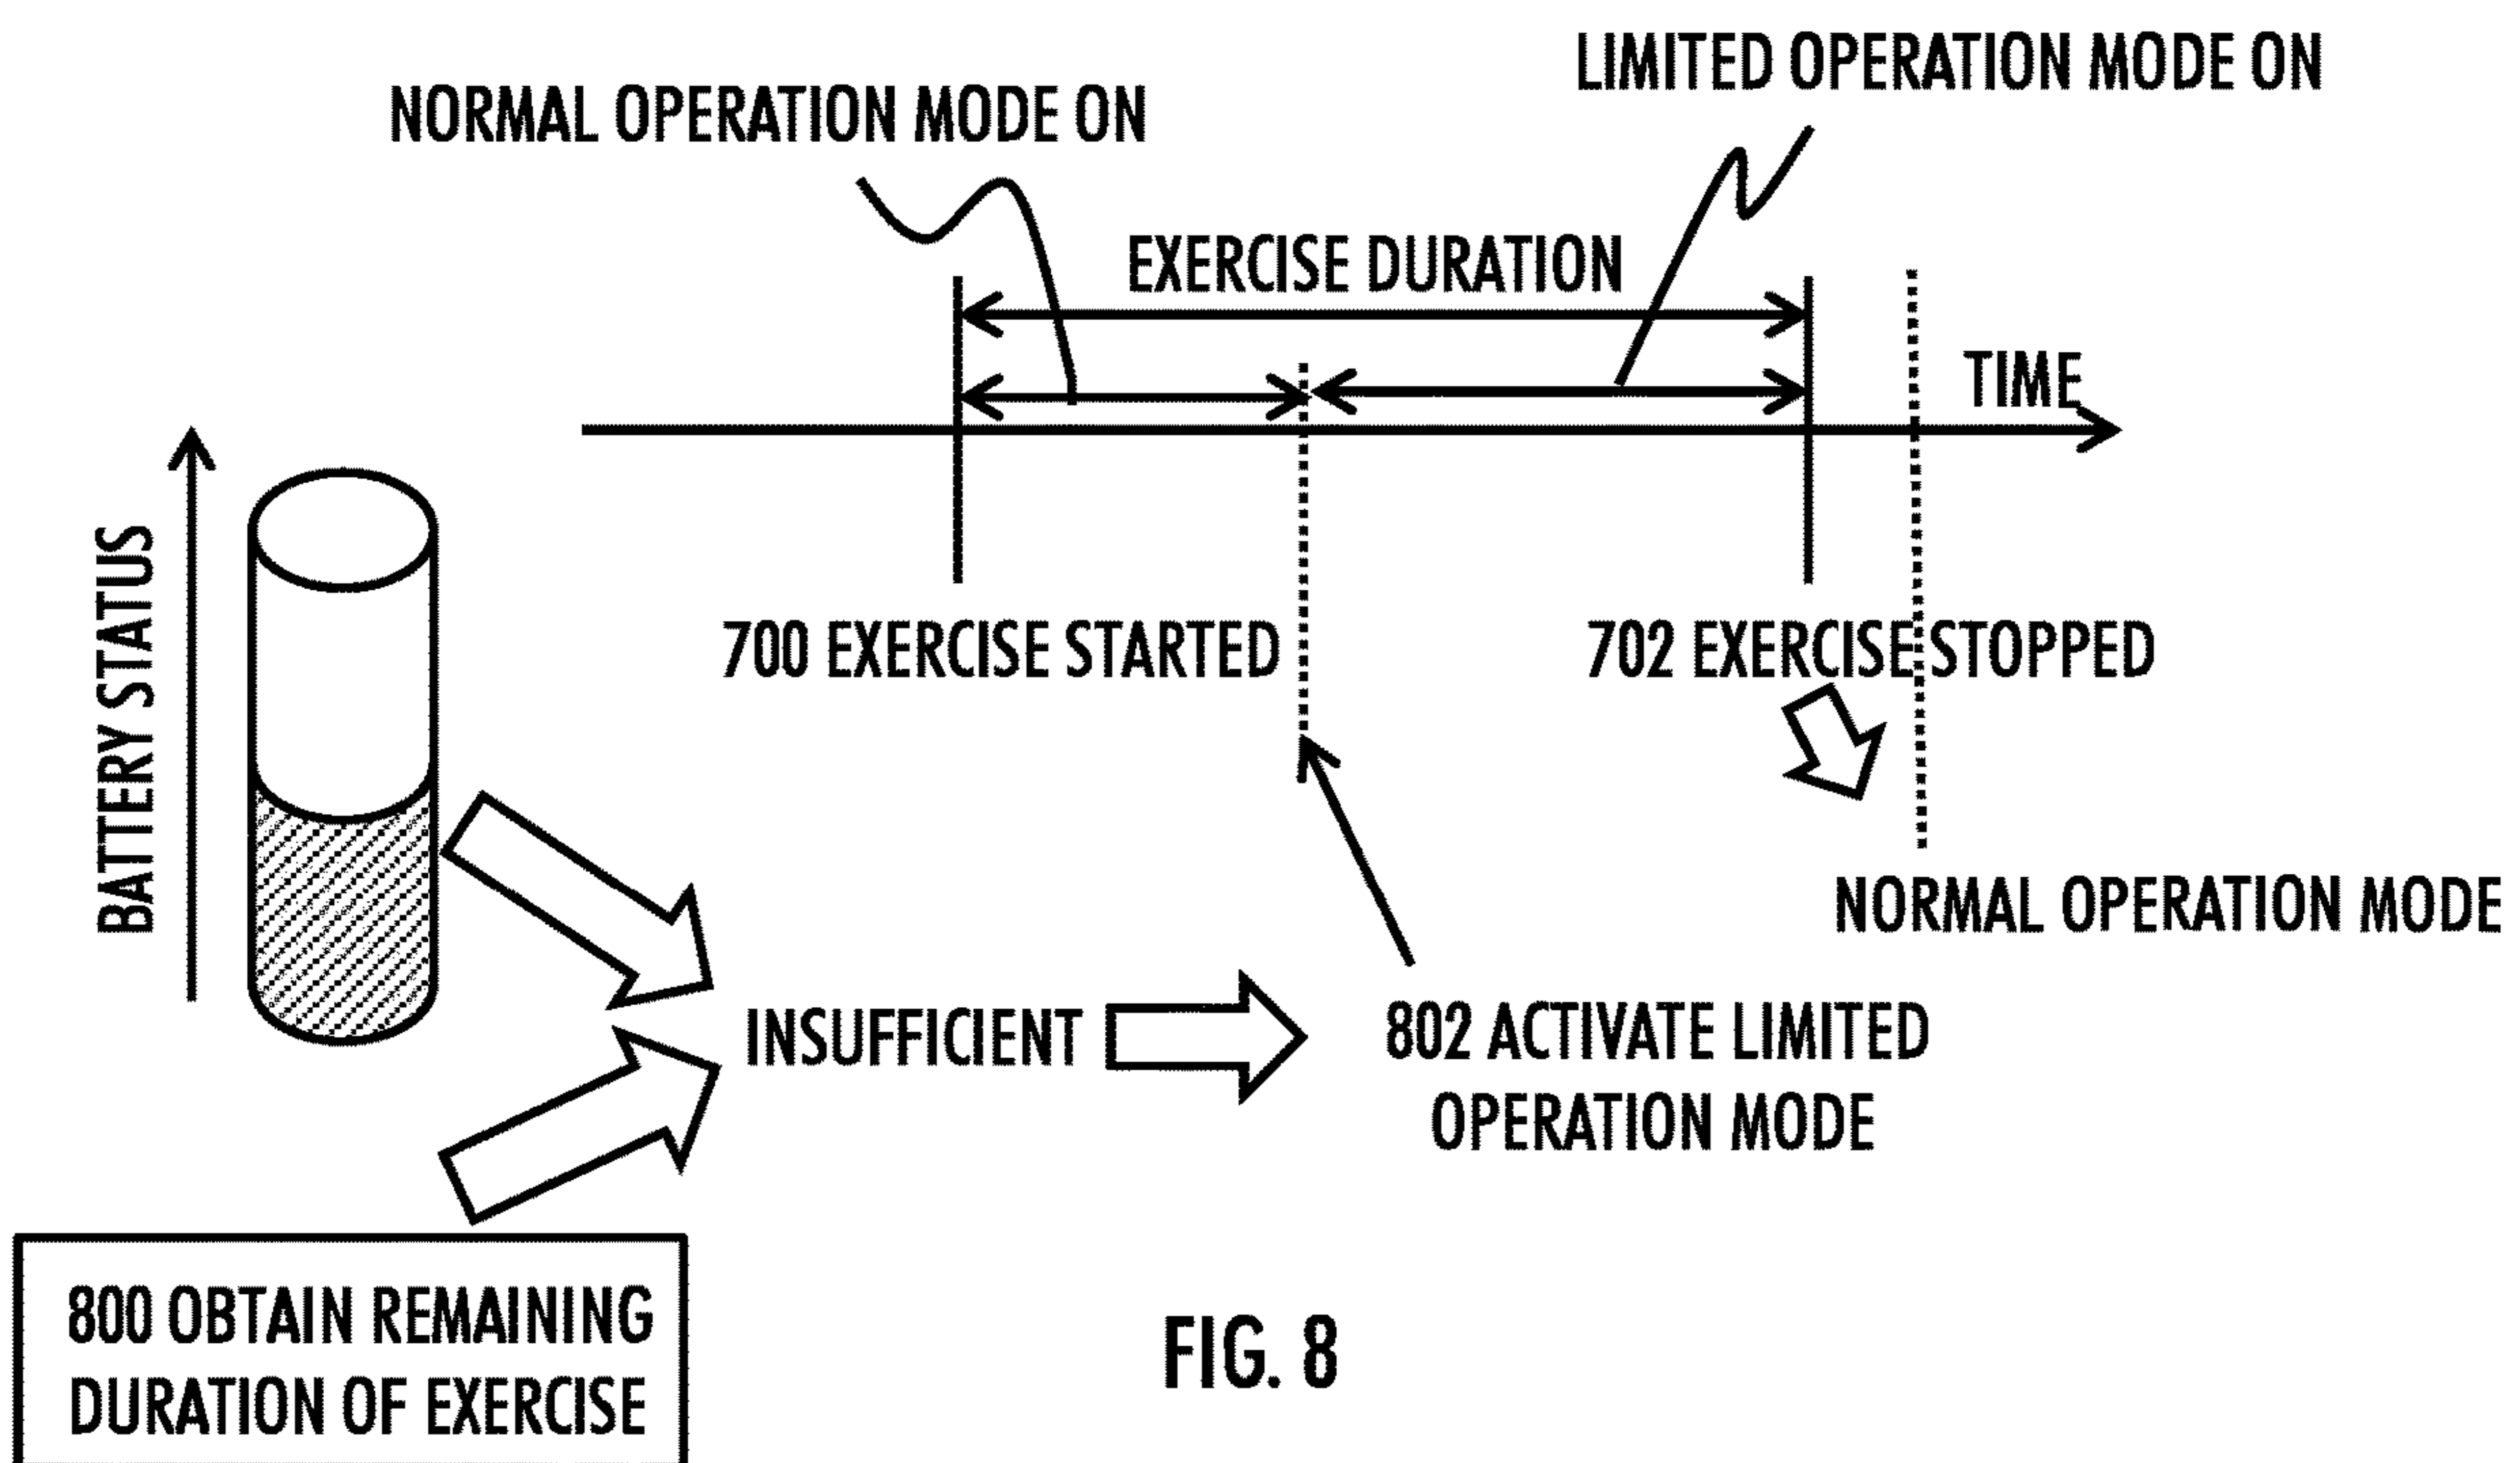 LIMITED OPERATION MODE ON
NORMAL OPERATION MODE ON
EXERCISE DURATION
TIME
BATTERY STATUS
700 EXERCISE STARTED
702 EXERCISE STOPPED
NORMAL OPERATION MODE
INSUFFICIENT
802 ACTIVATE LIMITED
OPERATION MODE
800 OBTAIN REMAINING
DURATION OF EXERCISE
FIG. 8